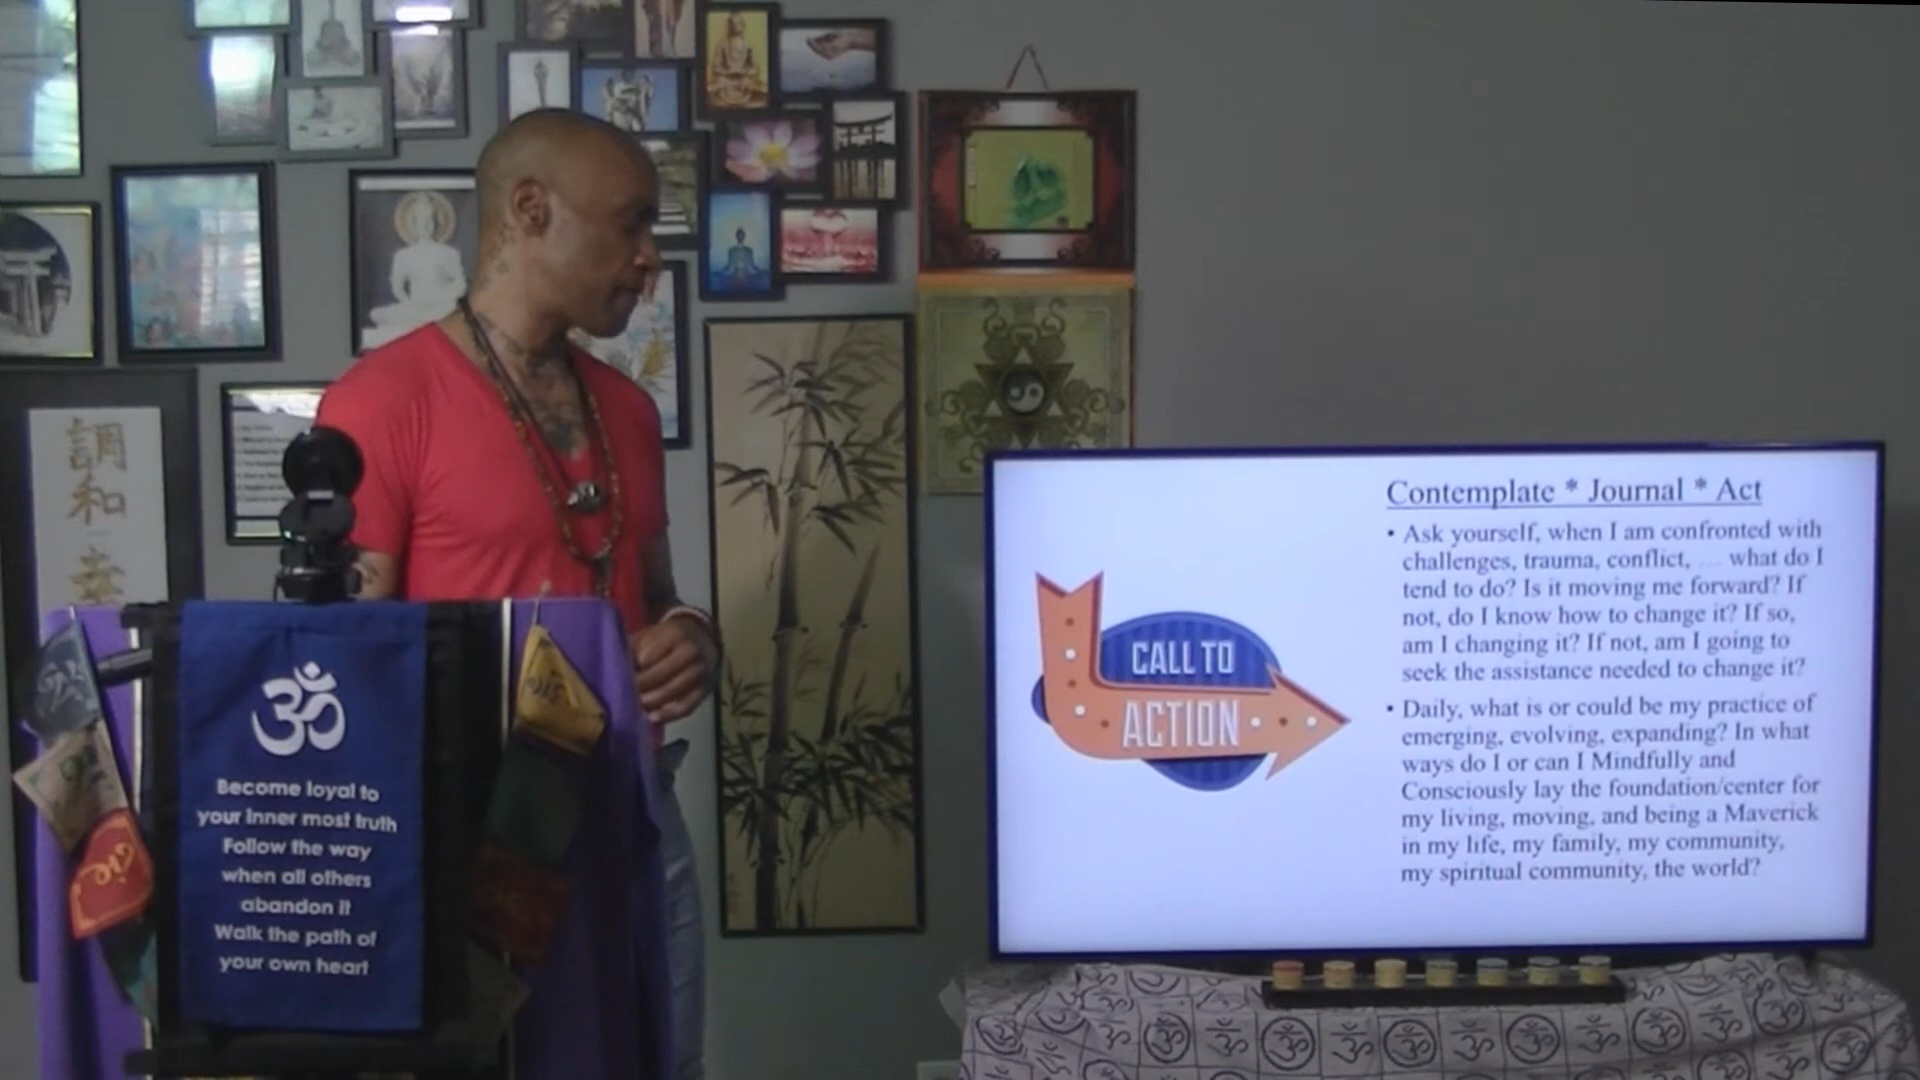 調
和
幸
Become loyal to
your inner most truth
Follow the way
when all others
abandon it
Walk the path of
your own heart
CALL TO
ACTION
Contemplate * Journal * Act
• Ask yourself, when I am confronted with
challenges, trauma, conflict, … what do I
tend to do? Is it moving me forward? If
not, do I know how to change it? If so,
am I changing it? If not, am I going to
seek the assistance needed to change it?
• Daily, what is or could be my practice of
emerging, evolving, expanding? In what
ways do I or can I Mindfully and
Consciously lay the foundation/center for
my living, moving, and being a Maverick
in my life, my family, my community,
my spiritual community, the world?